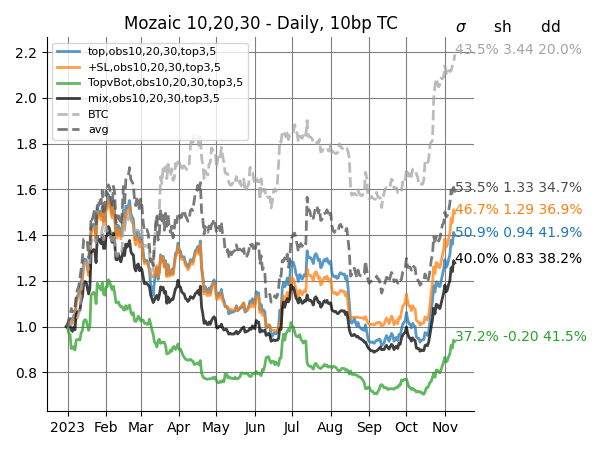 Mozaic 10,20,30 - Daily, 10bp TC
σ sh dd
top,obs10,20,30,top3,5
+SL,obs10,20,30,top3,5
TopvBot,obs10,20,30,top3,5
mix,obs10,20,30,top3,5
BTC
avg
43.5% 3.44 20.0%
53.5% 1.33 34.7%
46.7% 1.29 36.9%
50.9% 0.94 41.9%
40.0% 0.83 38.2%
37.2% -0.20 41.5%
2.2
2.0
1.8
1.6
1.4
1.2
1.0
0.8
2023 Feb Mar Apr May Jun Jul Aug Sep Oct Nov